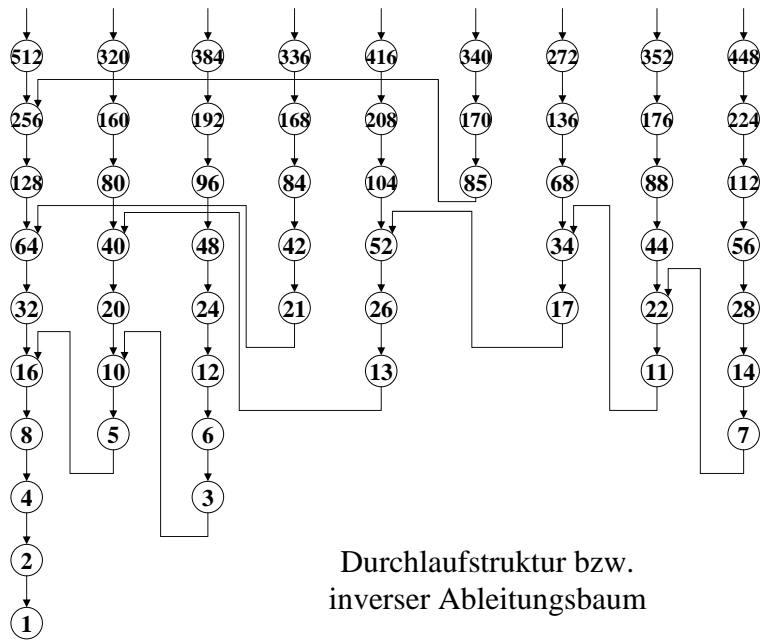 512 320 384 336 416 340 272 352 448
256 160 192 168 208 170 136 176 224
128 80 96 84 104 85 68 88 112
64 40 48 42 52 34 44 56
32 20 24 21 26 17 22 28
16 10 12 13 11 14
8 5 6 7
4 3
2
1
Durchlaufstruktur bzw.
inverser Ableitungsbaum